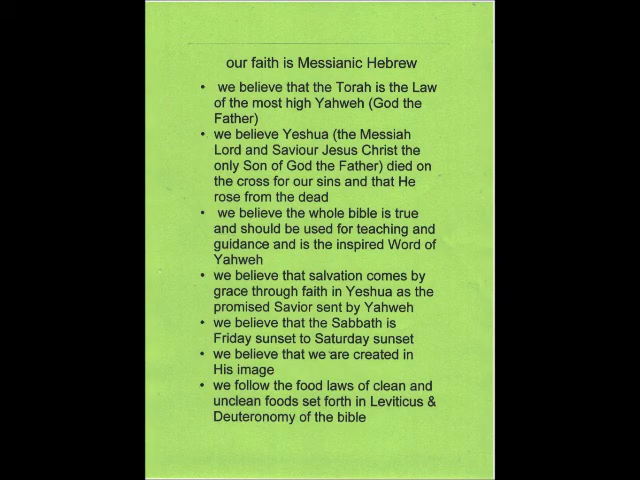 our faith is Messianic Hebrew
• we believe that the Torah is the Law
of the most high Yahweh (God the
Father)
• we believe Yeshua (the Messiah
Lord and Saviour Jesus Christ the
only Son of God the Father) died on
the cross for our sins and that He
rose from the dead
• we believe the whole bible is true
and should be used for teaching and
guidance and is the inspired Word of
Yahweh
• we believe that salvation comes by
grace through faith in Yeshua as the
promised Savior sent by Yahweh
• we believe that the Sabbath is
Friday sunset to Saturday sunset
• we believe that we are created in
His image
• we follow the food laws of clean and
unclean foods set forth in Leviticus &
Deuteronomy of the bible